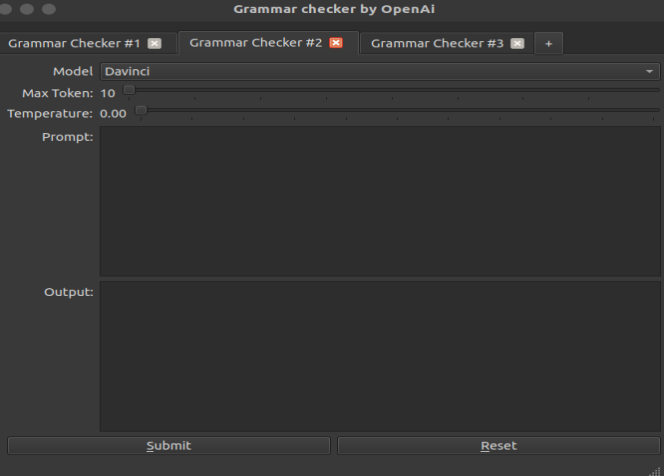 Grammar checker by OpenAi
Grammar Checker #1 Grammar Checker #2 Grammar Checker #3 +
Model Davinci
Max Token: 10
Temperature: 0.00
Prompt:
Output:
Submit Reset